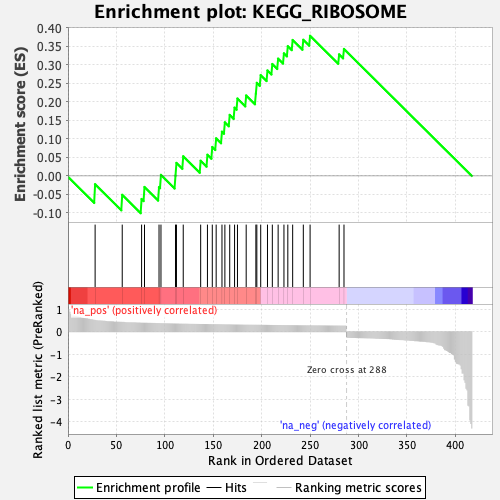 Enrichment plot: KEGG_RIBOSOME
Enrichment score (ES)
0.40
0.35
0.30
0.25
0.20
0.15
0.10
0.05
0.00
-0.05
-0.10
'na_pos' (positively correlated)
Ranked list metric (PreRanked)
1
0
-1
-2
-3
-4
Zero cross at 288
'na_neg' (negatively correlated)
0 50 100 150 200 250 300 350 400
Rank in Ordered Dataset
Enrichment profile Hits Ranking metric scores